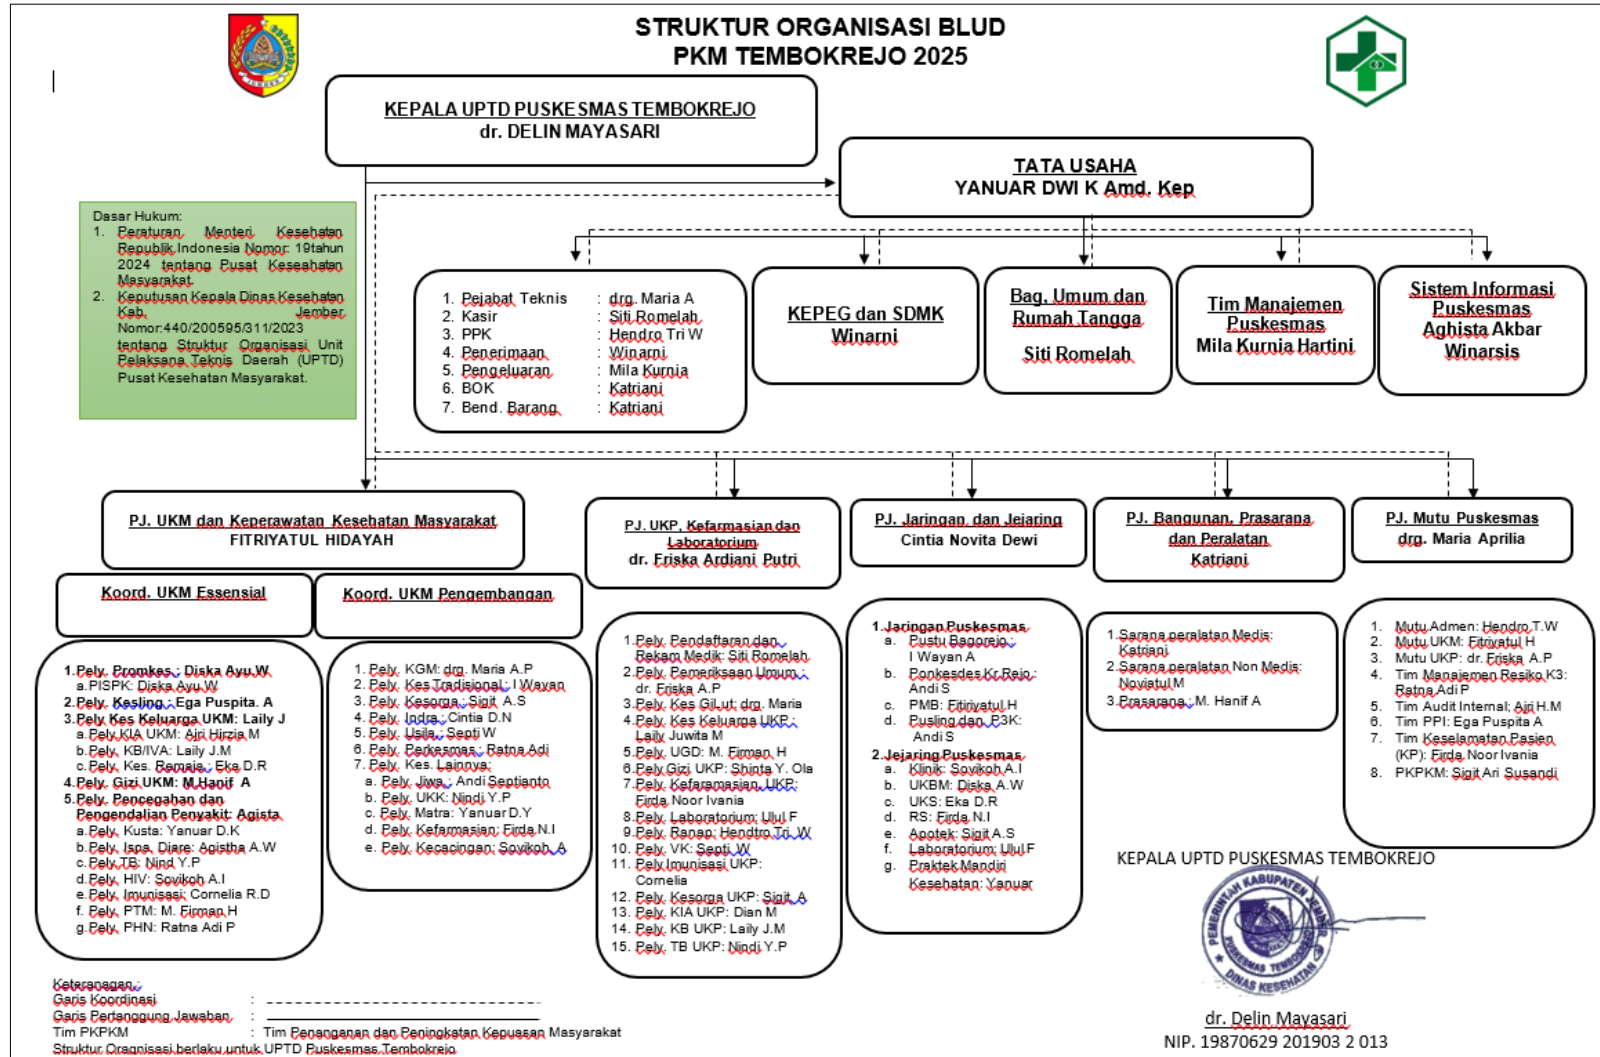 STRUKTUR ORGANISASI BLUD
PKM TEMBOKREJO 2025
KEPALA UPTD PUSKESMAS TEMBOKREJO
dr. DELIN MAYASARI
TATA USAHA
YANUAR DWI K Amd. Kep
Dasar Hukum:
1. Peraturan Menteri Kesehatan
Republik Indonesia Nomor: 19tahun
2024 tentang Pusat Keseahatan
Masyarakat.
2. Keputusan Kepala Dinas Kesehatan
Kab. Jember
Nomor:440/200595/311/2023
tentang Struktur Organisasi Unit
Pelaksana Teknis Daerah (UPTD)
Pusat Kesehatan Masyarakat.
1. Pejabat Teknis : drg. Maria A
2. Kasir : Siti Romelah
3. PPK : Hendro Tri W
4. Penerimaan : Winarni
5. Pengeluaran : Mila Kurnia
6. BOK : Katriani
7. Bend. Barang : Katriani
KEPEG dan SDMK
Winarni
Bag. Umum dan
Rumah Tangga
Siti Romelah
Tim Manajemen
Puskesmas
Mila Kurnia Hartini
Sistem Informasi
Puskesmas
Aghista Akbar
Winarsis
PJ. UKM dan Keperawatan Kesehatan Masyarakat
FITRIYATUL HIDAYAH
Koord. UKM Essensial
Koord. UKM Pengembangan
PJ. UKP, Kefarmasian dan
Laboratorium
dr. Friska Ardiani Putri
PJ. Jaringan dan Jejaring
Cintia Novita Dewi
PJ. Bangunan, Prasarana
dan Peralatan
Katriani
PJ. Mutu Puskesmas
drg. Maria Aprilia
1.Pely. Promkes : Diska Ayu.W
a.PISPK: Diska Ayu.W
2.Pely. Kesling : Ega Puspita. A
3.Pely Kes Keluarga UKM: Laily J
a.Pely.KIA UKM: Ajri Hirzia M
b.Pely. KB/IVA: Laily J.M
c.Pely. Kes. Remaja : Eka D.R
4.Pely. Gizi UKM: M.Hanif A
5.Pely. Pencegahan dan
Pengendalian Penyakit: Agista
a.Pely. Kusta: Yanuar D.K
b.Pely. Ispa, Diare: Agistha A.W
c.Pely.TB: Nind Y.P
d.Pely. HIV: Sovikoh A.I
e.Pely. Imunisasi: Cornelia R.D
f. Pely. PTM: M. Firman H
g.Pely. PHN: Ratna Adi P
1. Pely. KGM: drg. Maria A.P
2. Pely. Kes Tradisional : I Wayan
3. Pely. Kesorga : Sigit A.S
4. Pely. Indra : Cintia D.N
5. Pely. Usila : Septi W
6. Pely. Perkesmas : Ratna Adi
7. Pely. Kes. Lainnya:
a. Pely. Jiwa : Andi Septianto
b. Pely. UKK: Nindi Y.P
c. Pely. Matra: Yanuar D.Y
d. Pely. Kefarmasian: Firda N.I
e. Pely. Kecacingan: Sovikoh. A
1.Pely. Pendaftaran dan
Rekam Medik: Siti Romelah
2.Pely. Pemeriksaan Umum :
dr. Friska A.P
3.Pely. Kes GiLut: drg. Maria
4.Pely. Kes Keluarga UKP :
Laily Juwita M
5.Pely. UGD: M. Firman H
6.Pely.Gizi UKP: Shinta Y. Ola
7.Pely. Kefaramasian UKP:
Firda Noor Ivania
8.Pely. Laboratorium: Ulul F
9.Pely. Ranap: Hendtro Tri. W
10. Pely. VK: Septi. W
11. Pely Imunisasi UKP:
Cornelia
12. Pely. Kesorga UKP: Sigit. A
13. Pely. KIA UKP: Dian M
14. Pely. KB UKP: Laily J.M
15. Pely. TB UKP: Nindi Y.P
1.Jaringan Puskesmas
a. Pustu Bagorejo :
I Wayan A
b. Ponkesdes Kr.Rejo:
Andi S
c. PMB: Fitiriyatul H
d. Pusling dan P3K:
Andi S
2.Jejaring Puskesmas
a. Klinik: Sovikoh A.I
b. UKBM: Diska A.W
c. UKS: Eka D.R
d. RS: Firda N.I
e. Apotek: Sigit A.S
f. Laboratorium: Ulul F
g. Praktek Mandiri
Kesehatan: Yanuar
1.Sarana peralatan Medis:
Katriani
2.Sarana peralatan Non Medis:
Noviatul M
3.Prasarana : M. Hanif A
1. Mutu Admen: Hendro T.W
2. Mutu UKM: Fitriyatul H
3. Mutu UKP: dr. Friska A.P
4. Tim Manajemen Resiko K3:
Ratna Adi P
5. Tim Audit Internal: Ajri H.M
6. Tim PPI: Ega Puspita A
7. Tim Keselamatan Pasien
(KP): Firda Noor Ivania
8. PKPKM: Sigit Ari Susandi
KEPALA UPTD PUSKESMAS TEMBOKREJO
PEMERINTAH KABUPATEN JEMBER
PUSKESMAS TEMBOKREJO
DINAS KESEHATAN
dr. Delin Mayasari
NIP. 19870629 201903 2 013
Keteranagan :
Garis Koordinasi :
Garis Pertanggung Jawaban :
Tim PKPKM : Tim Penanganan dan Peningkatan Kepuasan Masyarakat
Struktur Oragnisasi berlaku untuk UPTD Puskesmas Tembokrejo